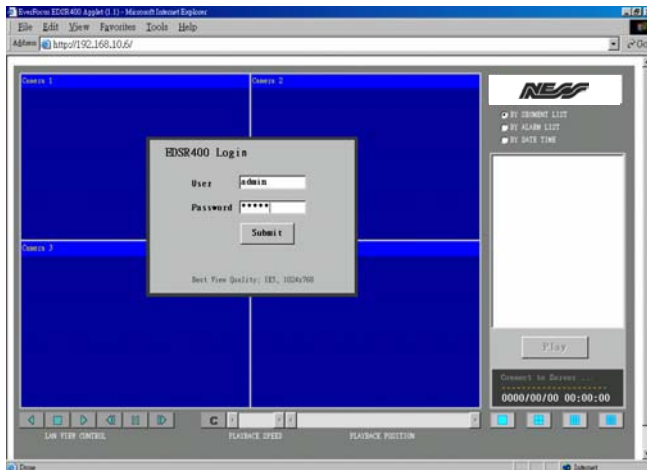 EverFocus EDSR400 Applet (1.1) - Microsoft Internet Explorer
File Edit View Favorites Tools Help
Address http://192.168.10.6/ Go
Camera 1
Camera 2
NESS
BY SEGMENT LIST
BY ALARM LIST
BY DATE TIME
EDSR400 Login
User admin
Password *****
Submit
Camera 3
Best View Quality: IE5, 1024x768
Play
Connect to Server ...
0000/00/00 00:00:00
C
LAN VIEW CONTROL
PLAYBACK SPEED
PLAYBACK POSITION
Done
Internet